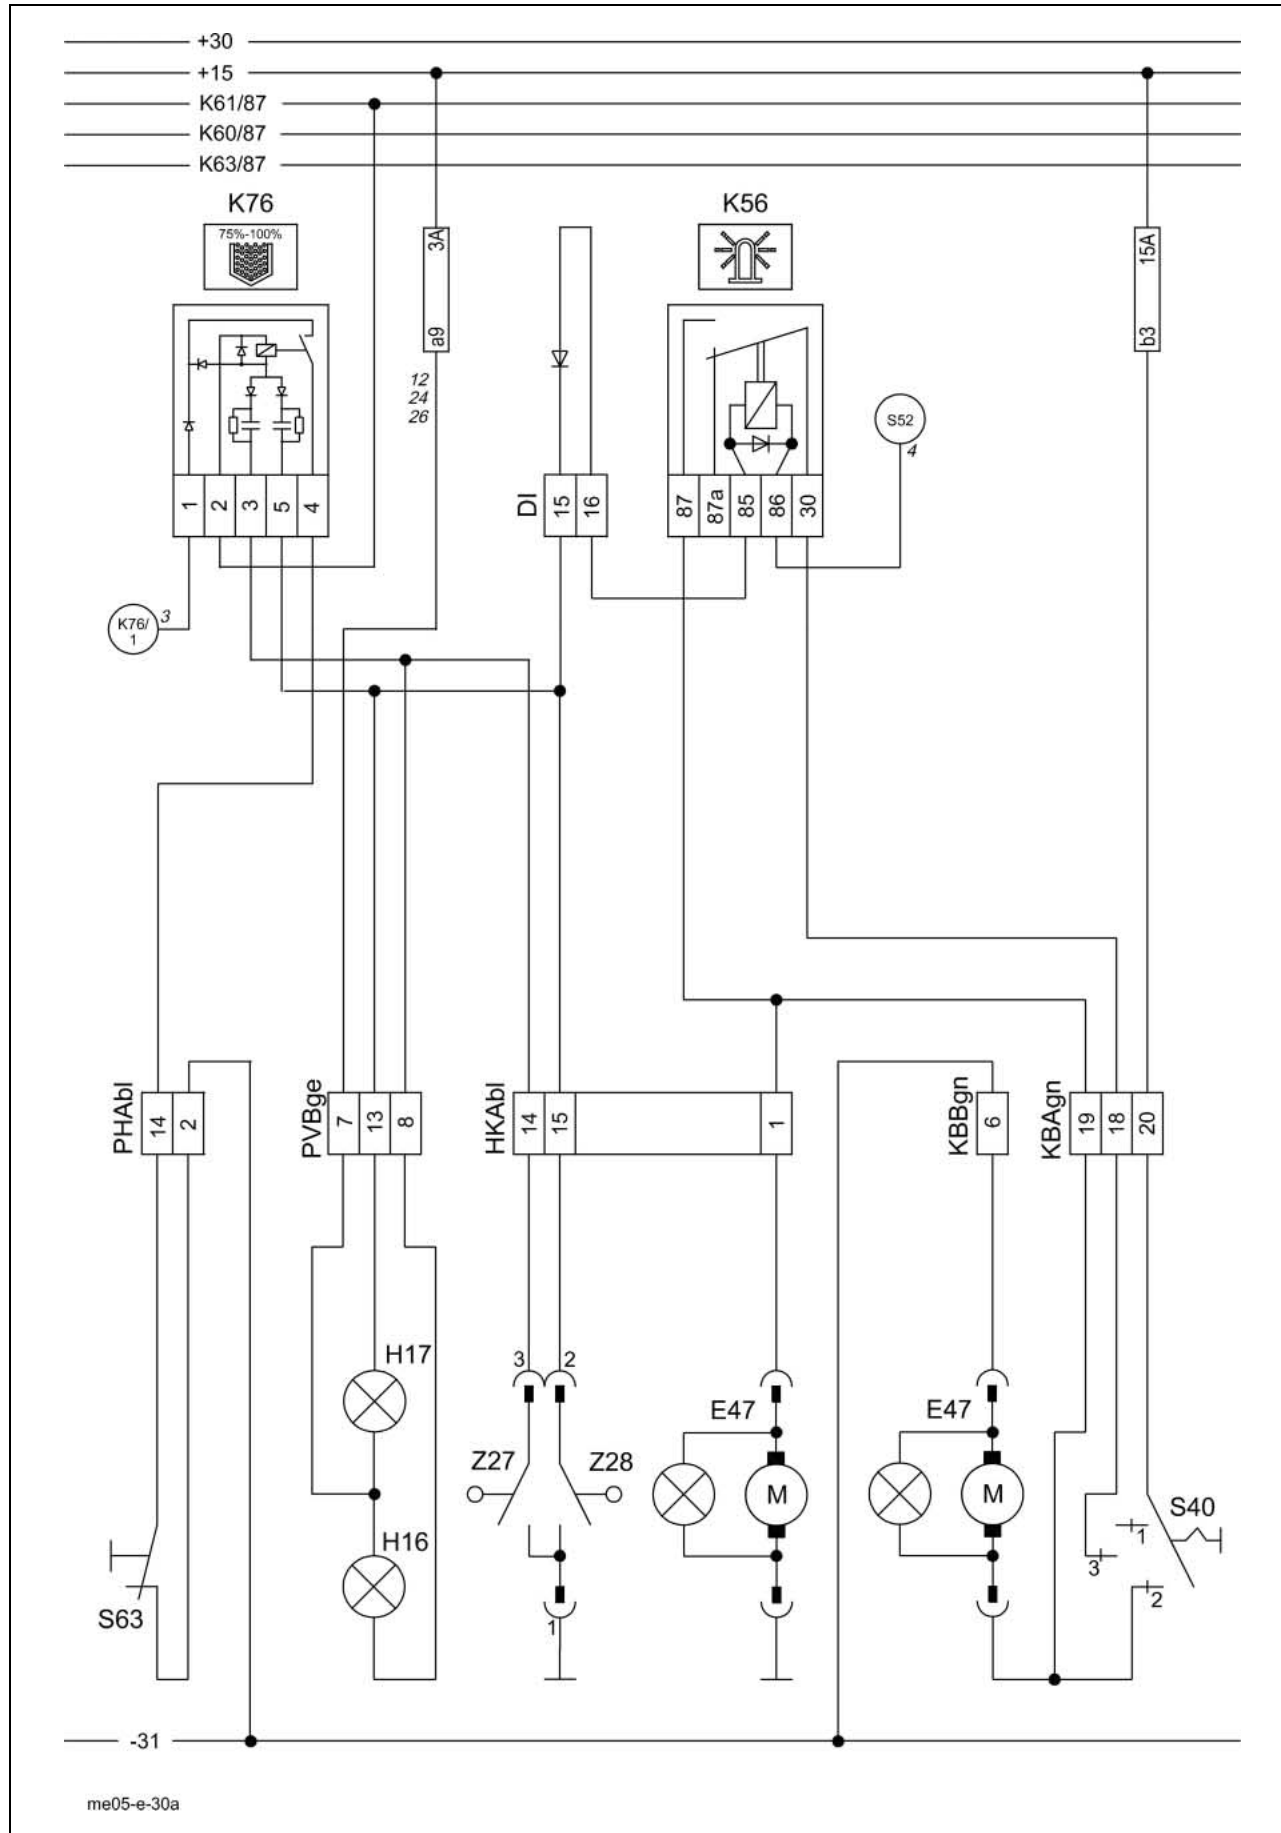 +30
+15
K61/87
K60/87
K63/87
K76
K56
75%-100%
3A
a9
15A
b3
12
24
26
S52
4
DI
1
2
3
5
4
15
16
87
87a
85
86
30
K76/
1
3
PHAbl
14
2
PVBge
7
13
8
HKAbl
14
15
1
KBBgn
6
KBAgn
19
18
20
H17
3
2
E47
E47
Z27
Z28
M
M
S40
H16
1
3
2
S63
1
-31
me05-e-30a